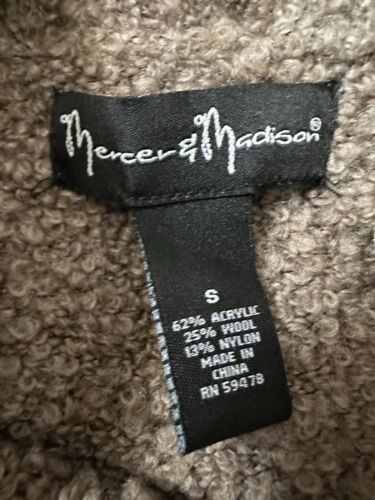 Mercer & Madison®
S
62% ACRYLIC
25% WOOL
13% NYLON
MADE IN
CHINA
RN 59478